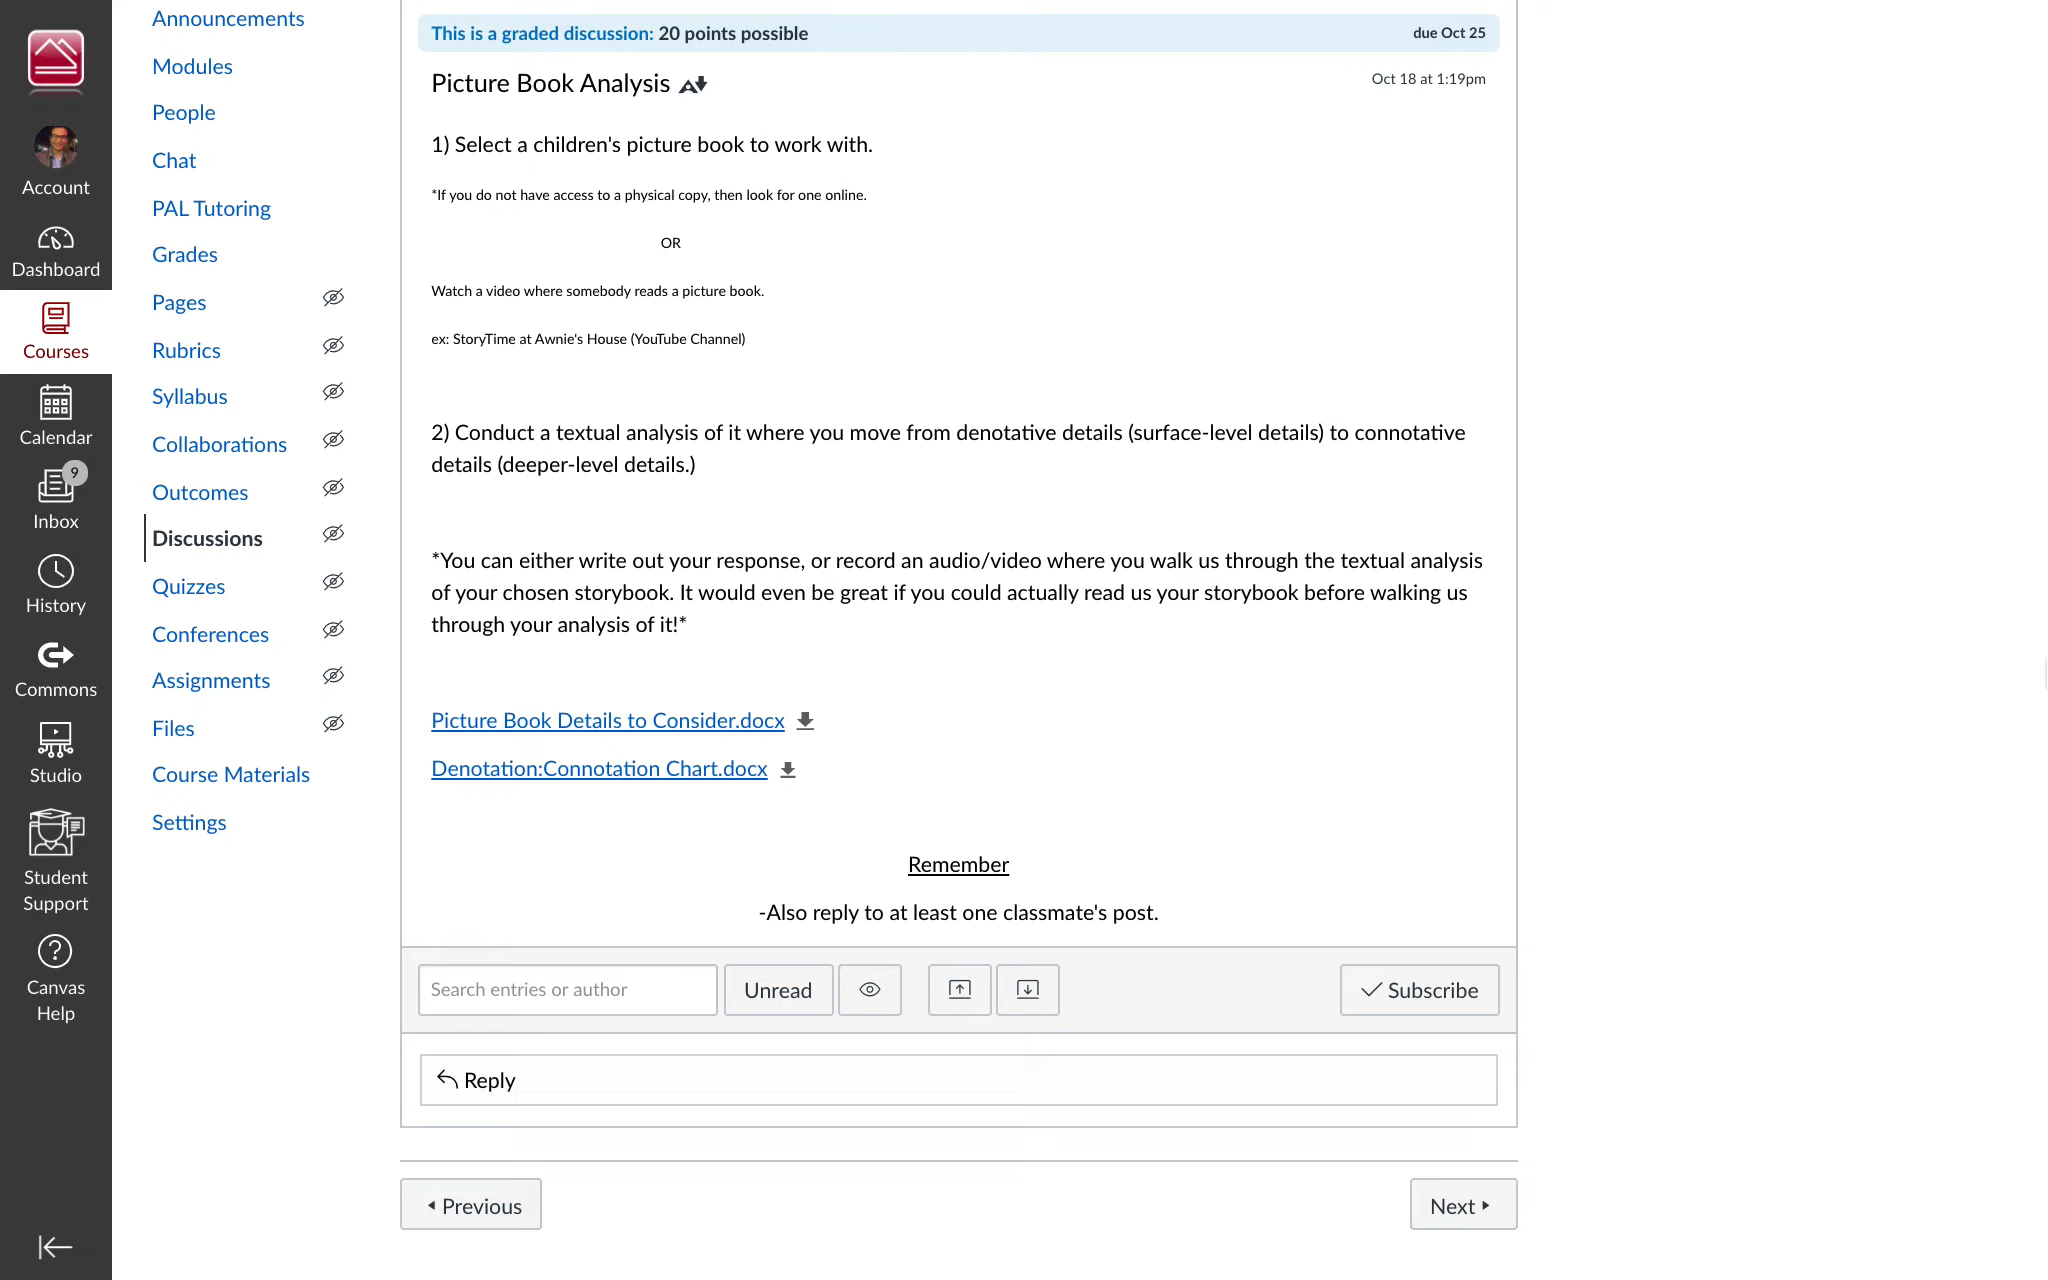 Account
Dashboard
Courses
Calendar
9
Inbox
History
Commons
Studio
Student
Support
Canvas
Help
Announcements
Modules
People
Chat
PAL Tutoring
Grades
Pages
Rubrics
Syllabus
Collaborations
Outcomes
Discussions
Quizzes
Conferences
Assignments
Files
Course Materials
Settings
This is a graded discussion: 20 points possible
due Oct 25
Picture Book Analysis
Oct 18 at 1:19pm
1) Select a children's picture book to work with.
*If you do not have access to a physical copy, then look for one online.
OR
Watch a video where somebody reads a picture book.
ex: StoryTime at Awnie's House (YouTube Channel)
2) Conduct a textual analysis of it where you move from denotative details (surface-level details) to connotative
details (deeper-level details.)
*You can either write out your response, or record an audio/video where you walk us through the textual analysis
of your chosen storybook. It would even be great if you could actually read us your storybook before walking us
through your analysis of it!*
Picture Book Details to Consider.docx
Denotation:Connotation Chart.docx
Remember
-Also reply to at least one classmate's post.
Search entries or author
Unread
Subscribe
Reply
Previous
Next